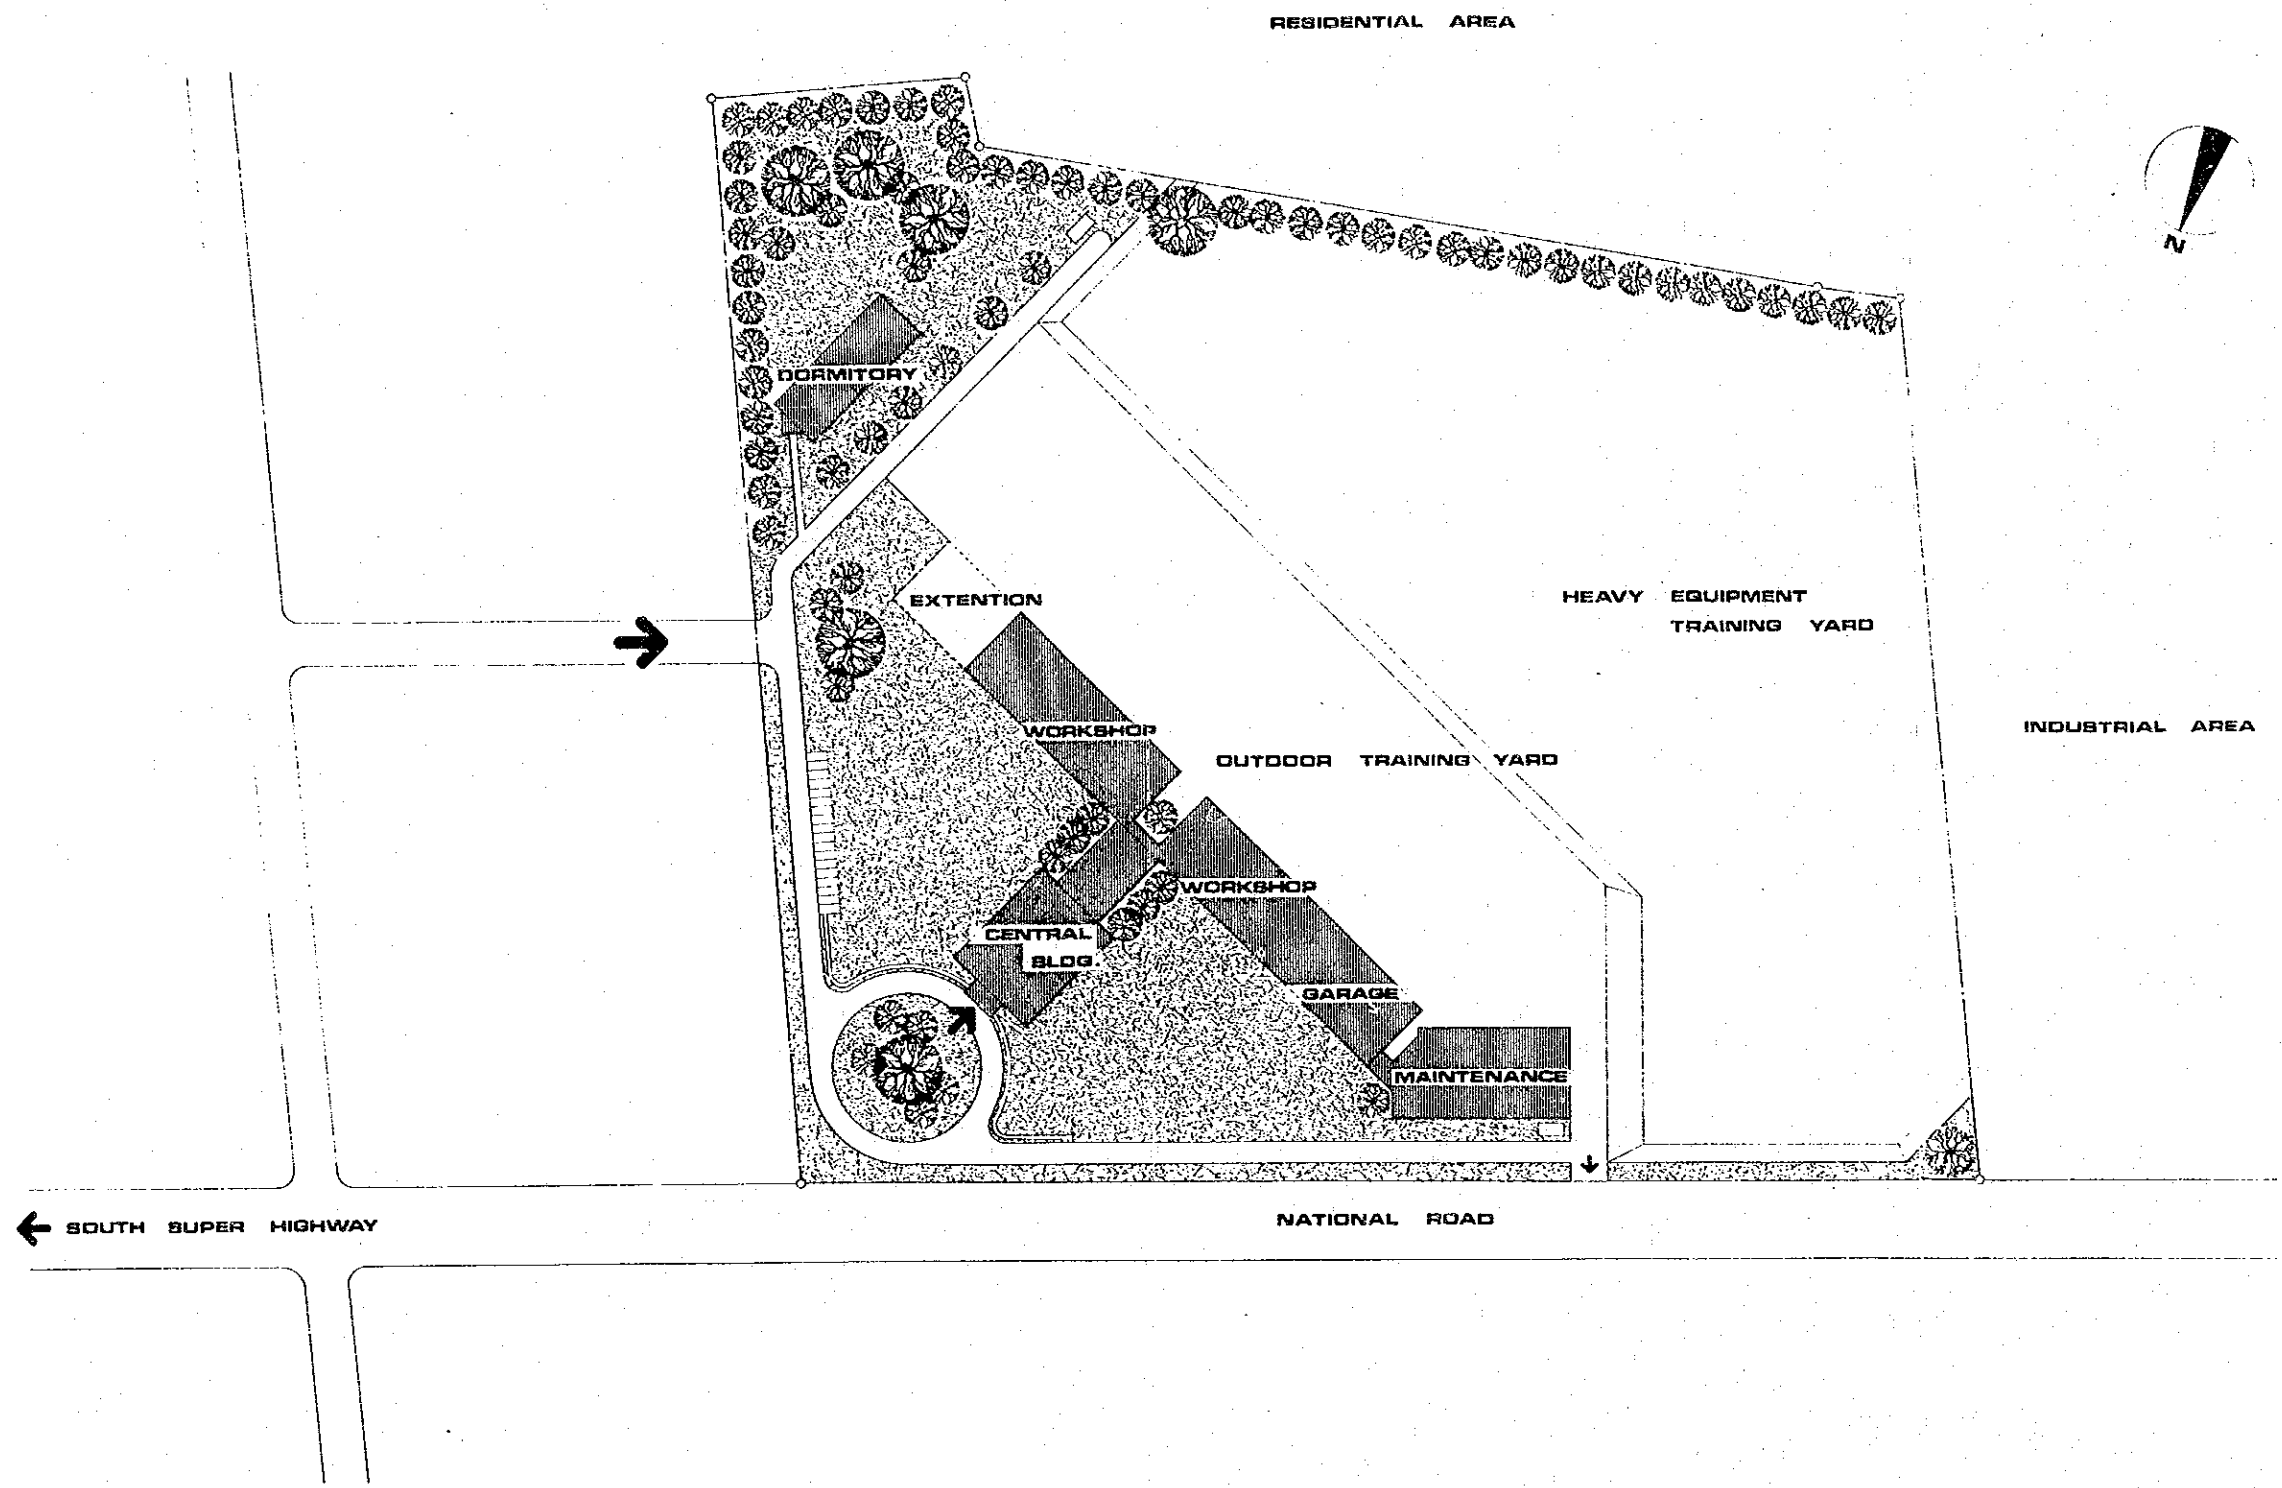 RESIDENTIAL AREA
N
DORMITORY
EXTENTION
HEAVY EQUIPMENT
TRAINING YARD
INDUSTRIAL AREA
WORKSHOP
OUTDOOR TRAINING YARD
WORKSHOP
CENTRAL
BLDG.
GARAGE
MAINTENANCE
SOUTH SUPER HIGHWAY
NATIONAL ROAD